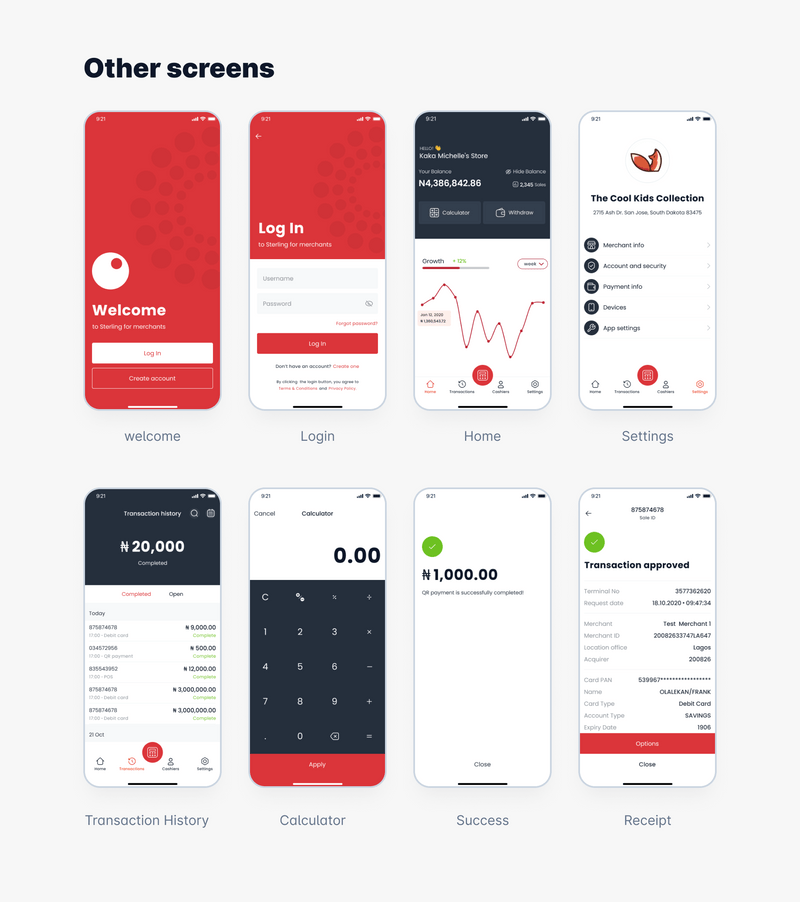 Other screens
9:21
Welcome
to Sterling for merchants
Log In
Create account
welcome
9:21
Log In
to Sterling for merchants
Username
Password
Forgot password?
Log In
Don't have an account? Create one
By clicking the login button, you agree to
Terms & Conditions and Privacy Policy.
Login
9:21
HELLO! 👋
Kaka Michelle's Store
Your Balance
Hide Balance
N4,386,842.86
2,345 Sales
Calculator
Withdraw
Growth + 12%
week
Jan 12, 2020
Home
Transactions
Cashiers
Settings
Home
9:21
The Cool Kids Collection
2715 Ash Dr. San Jose, South Dakota 83475
Merchant info
Account and security
Payment info
Devices
App settings
Home
Transactions
Cashiers
Settings
Settings
9:21
Transaction history
₦ 20,000
Completed
Completed
Open
Today
875874678 ₦ 9,000.00
17:00 - Debit card Complete
034572956 ₦ 500.00
17:00 - QR payment Complete
835543952 ₦ 12,000.00
17:00 - POS Complete
875874678 ₦ 3,000,000.00
17:00 - Debit card Complete
875874678 ₦ 3,000,000.00
17:00 - Debit card Complete
21 Oct
Home
Transactions
Cashiers
Settings
Transaction History
9:21
Cancel
Calculator
0.00
C % ÷
1 2 3 ×
4 5 6 −
7 8 9 +
. 0 =
Apply
Calculator
9:21
₦ 1,000.00
QR payment is successfully completed!
Close
Success
9:21
875874678
Sale ID
Transaction approved
Terminal No 3577362620
Request date 18.10.2020 • 09:47:34
Merchant Test Merchant 1
Merchant ID 20082633747LA647
Location office Lagos
Acquirer 200826
Card PAN 539967*****************
Name OLALEKAN/FRANK
Card Type Debit Card
Account Type SAVINGS
Expiry Date 1906
Options
Close
Receipt